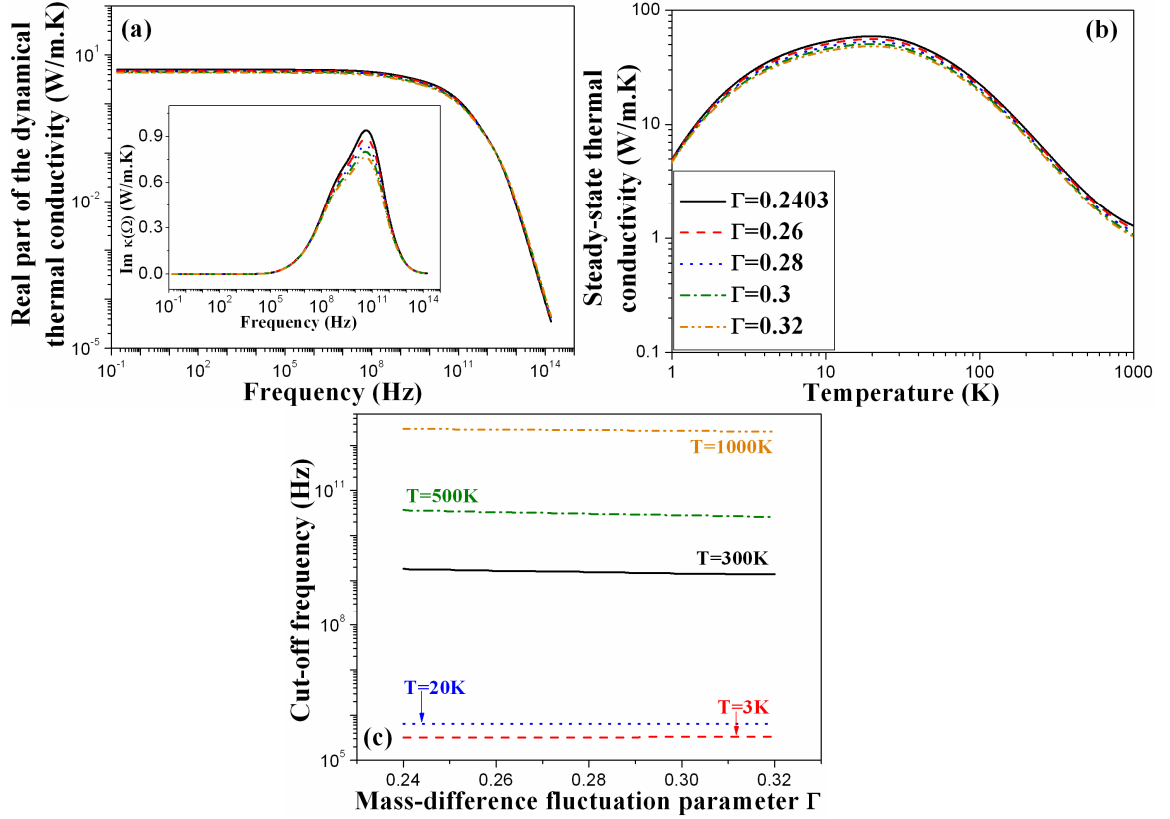 (a)
Real part of the dynamical
thermal conductivity (W/m.K)
10^1
10^-2
10^-5
10^-1
10^2
10^5
10^8
10^11
10^14
Frequency (Hz)
Im κ(Ω) (W/m.K)
0.9
0.6
0.3
0.0
10^-1
10^2
10^5
10^8
10^11
10^14
Frequency (Hz)
(b)
Steady-state thermal
conductivity (W/m.K)
100
10
1
0.1
1
10
100
1000
Temperature (K)
Γ=0.2403
Γ=0.26
Γ=0.28
Γ=0.3
Γ=0.32
(c)
Cut-off frequency (Hz)
10^11
10^8
10^5
T=1000K
T=500K
T=300K
T=20K
T=3K
0.24
0.26
0.28
0.30
0.32
Mass-difference fluctuation parameter Γ